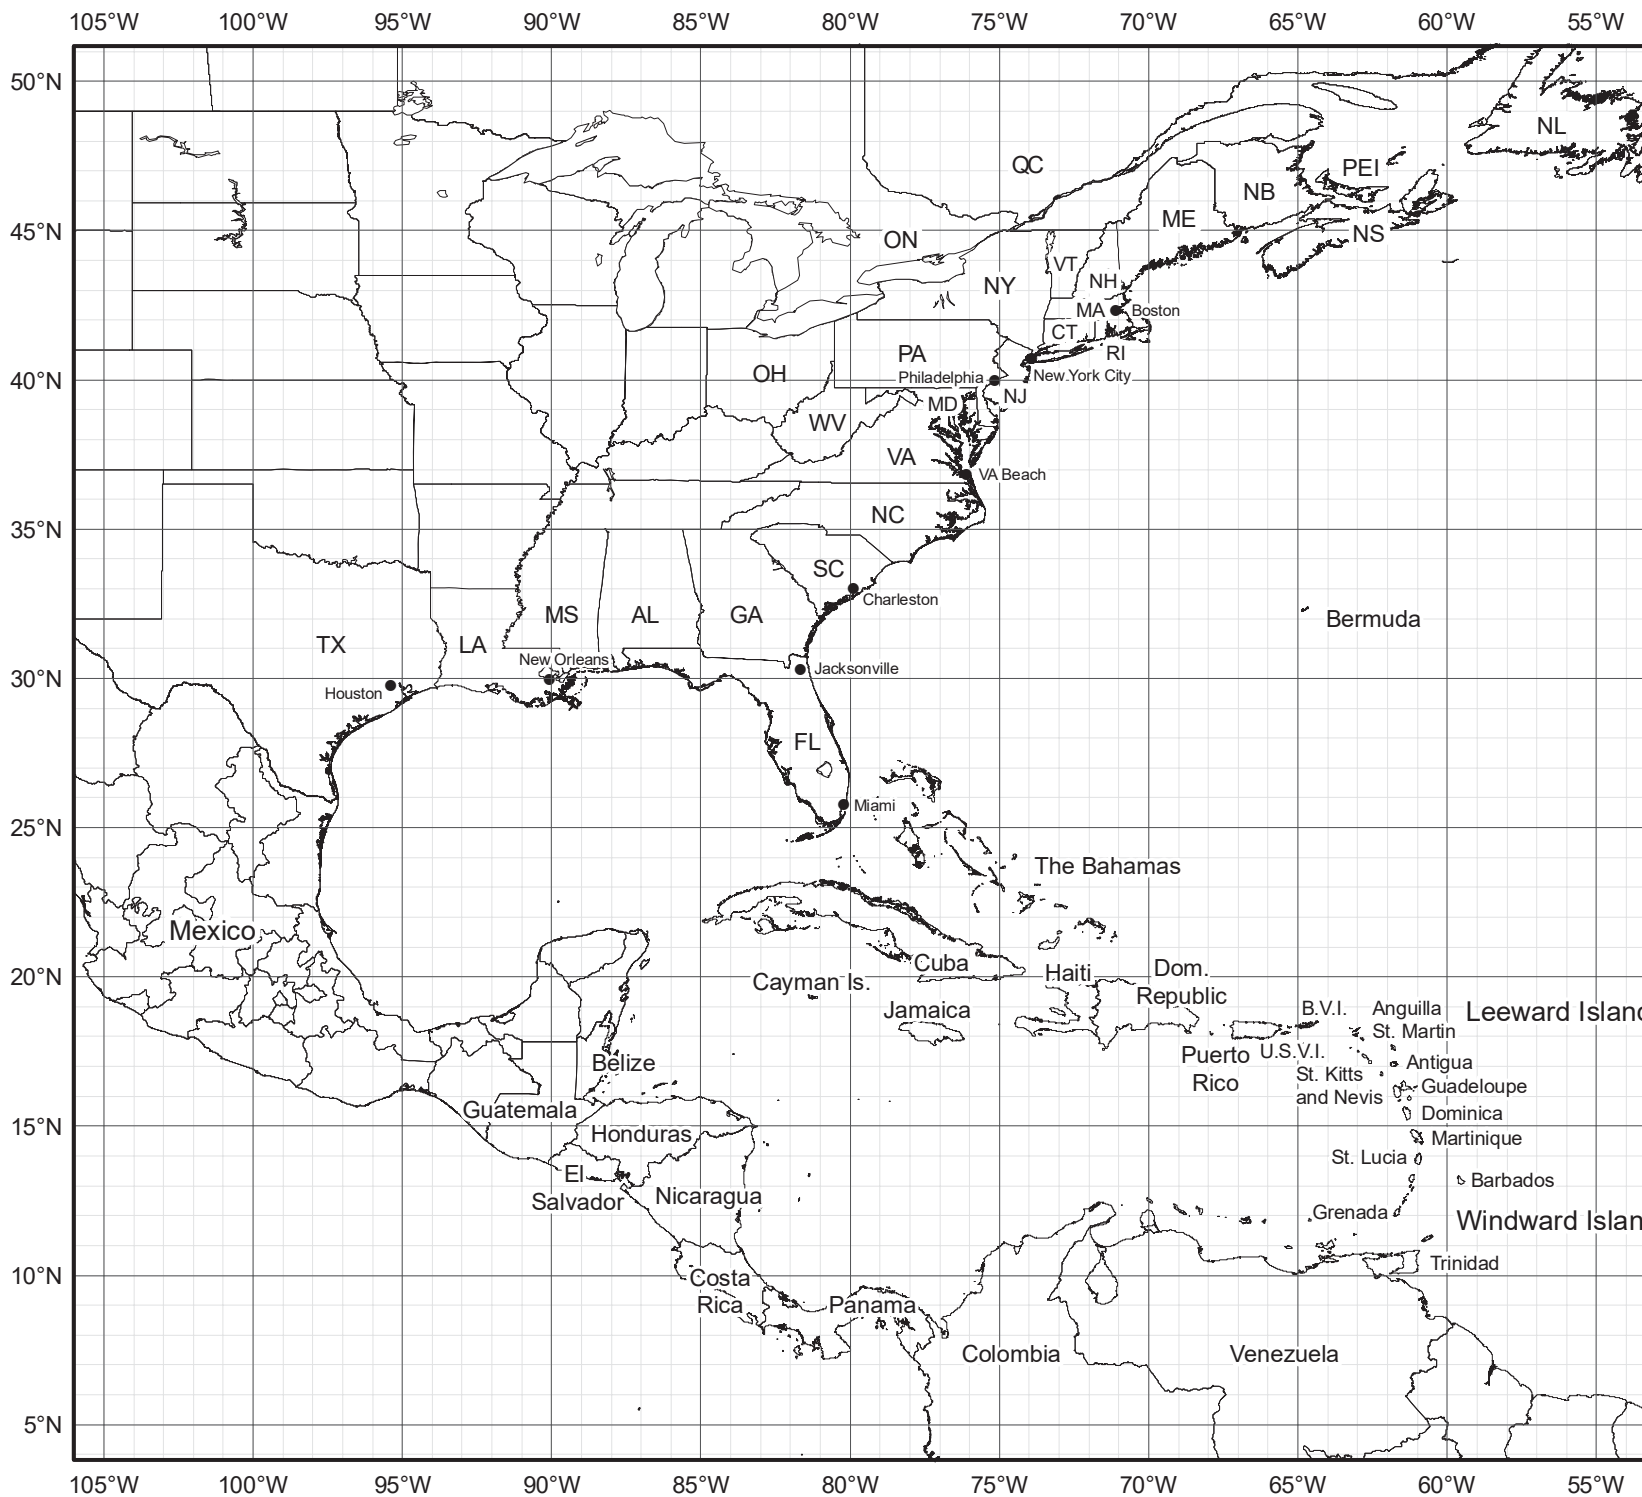 105°W 100°W 95°W 90°W 85°W 80°W 75°W 70°W 65°W 60°W 55°W
50°N
NL
QC
PEI
NB
ME
45°N
ON
NS
VT
NH
NY
MA
Boston
CT
RI
PA
OH
Philadelphia
New York City
40°N
NJ
MD
WV
VA
VA Beach
NC
35°N
SC
Charleston
MS
AL
GA
Bermuda
TX
LA
New Orleans
Jacksonville
30°N
Houston
FL
Miami
25°N
The Bahamas
Mexico
Cuba
Haiti
Dom.
Republic
20°N
Cayman Is.
Jamaica
B.V.I.
Anguilla
St. Martin
Leeward Islanc
Puerto
Rico
U.S.V.I.
Belize
Antigua
St. Kitts
and Nevis
Guadeloupe
Guatemala
Dominica
15°N
Honduras
Martinique
St. Lucia
El
Salvador
Barbados
Nicaragua
Grenada
Windward Islan
Trinidad
10°N
Costa
Rica
Panama
Colombia
Venezuela
5°N
105°W 100°W 95°W 90°W 85°W 80°W 75°W 70°W 65°W 60°W 55°W